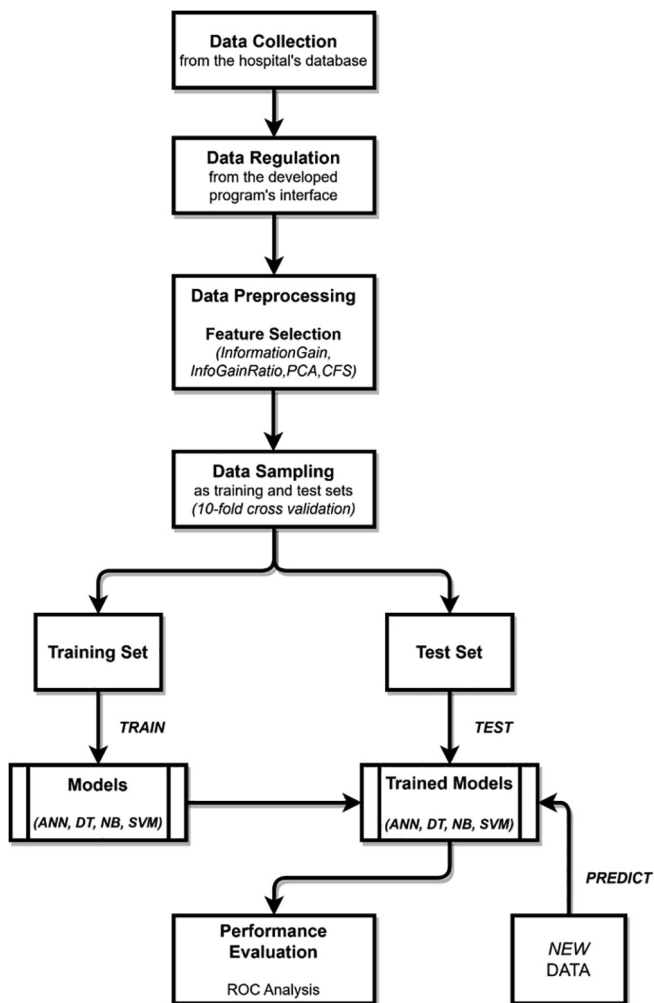 Data Collection
from the hospital's database
Data Regulation
from the developed
program's interface
Data Preprocessing
Feature Selection
(InformationGain,
InfoGainRatio,PCA,CFS)
Data Sampling
as training and test sets
(10-fold cross validation)
Training Set
Test Set
TRAIN
TEST
Models
(ANN, DT, NB, SVM)
Trained Models
(ANN, DT, NB, SVM)
PREDICT
Performance
Evaluation
ROC Analysis
NEW
DATA